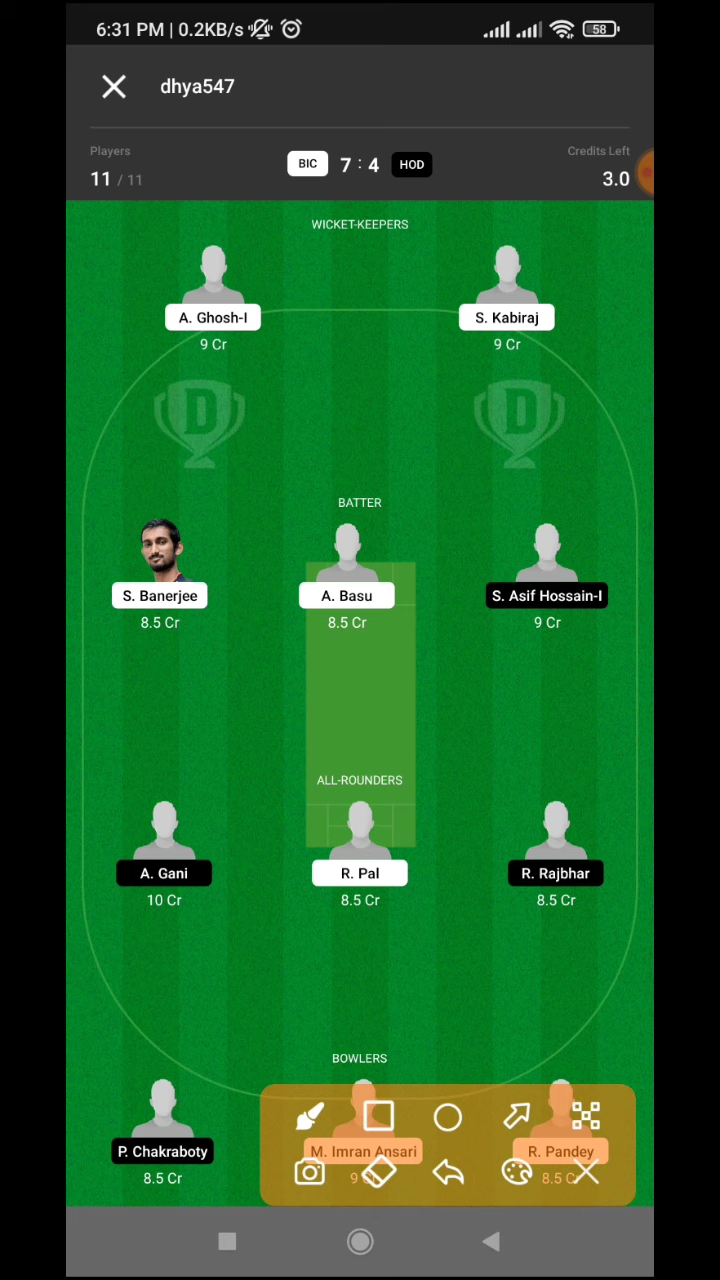 6:31 PM | 0.2KB/s 58
dhya547
Players Credits Left
11 / 11 BIC 7 : 4 HOD 3.0
WICKET-KEEPERS
A. Ghosh-I S. Kabiraj
9 Cr 9 Cr
D D
BATTER
S. Banerjee A. Basu S. Asif Hossain-I
8.5 Cr 8.5 Cr 9 Cr
ALL-ROUNDERS
A. Gani R. Pal R. Rajbhar
10 Cr 8.5 Cr 8.5 Cr
BOWLERS
P. Chakraboty M. Imran Ansari R. Pandey
8.5 Cr 9 8.5